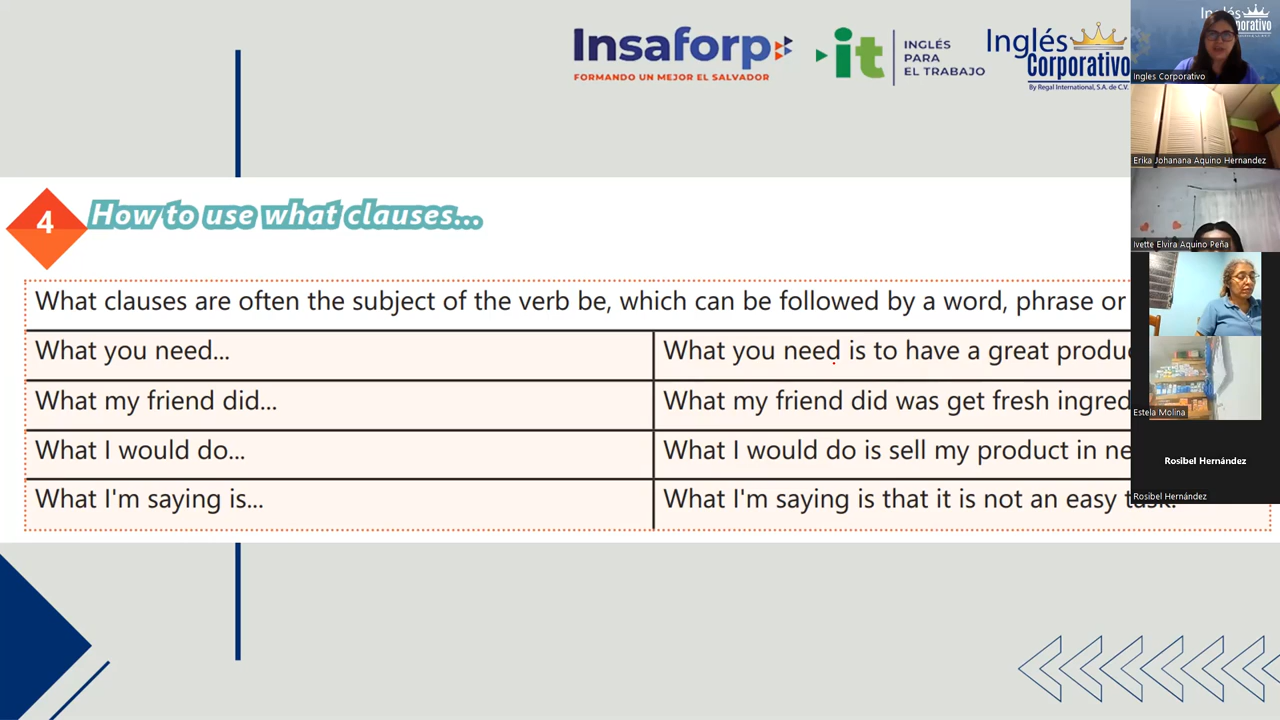 Insaforp
FORMANDO UN MEJOR EL SALVADOR
it
INGLÉS
PARA
EL TRABAJO
Inglés
Corporativo
By Regal International, S.A. de C.V.
Inglés
Ingles Corporativo
Erika Johanana Aquino Hernandez
Ivette Elvira Aquino Peña
Estela Molina
Rosibel Hernández
Rosibel Hernández
4
How to use what clauses...
What clauses are often the subject of the verb be, which can be followed by a word, phrase or
What you need...
What you need is to have a great produc
What my friend did...
What my friend did was get fresh ingred
What I would do...
What I would do is sell my product in ne
What I'm saying is...
What I'm saying is that it is not an easy task.